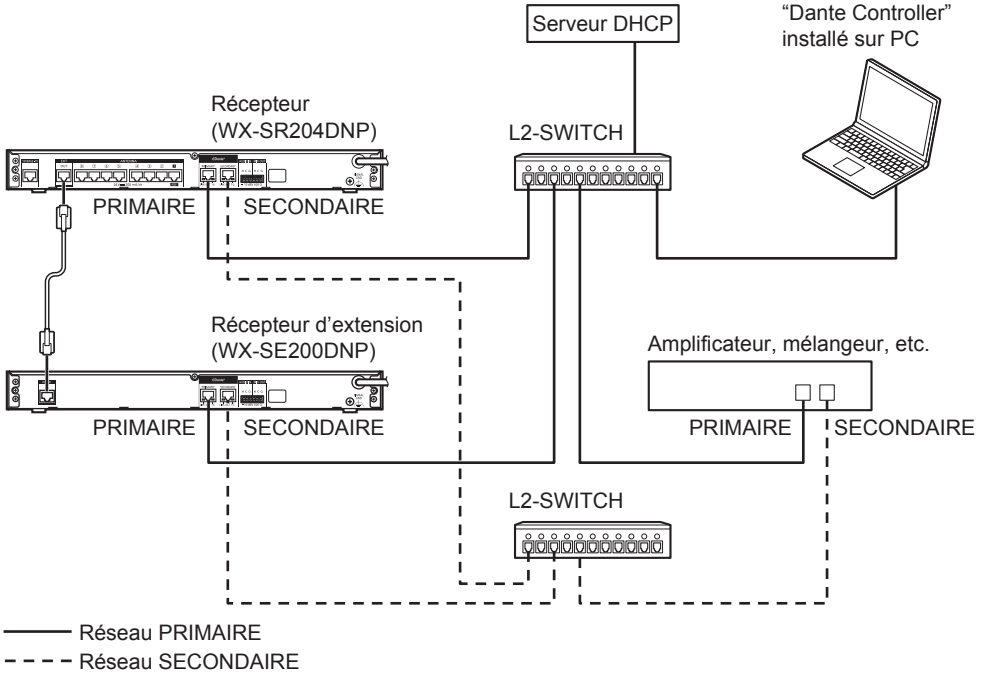 Serveur DHCP
“Dante Controller”
installé sur PC
Récepteur
(WX-SR204DNP)
L2-SWITCH
ANTENNA
PRIMAIRE
SECONDAIRE
Récepteur d’extension
(WX-SE200DNP)
Amplificateur, mélangeur, etc.
PRIMAIRE
SECONDAIRE
PRIMAIRE
SECONDAIRE
L2-SWITCH
Réseau PRIMAIRE
Réseau SECONDAIRE